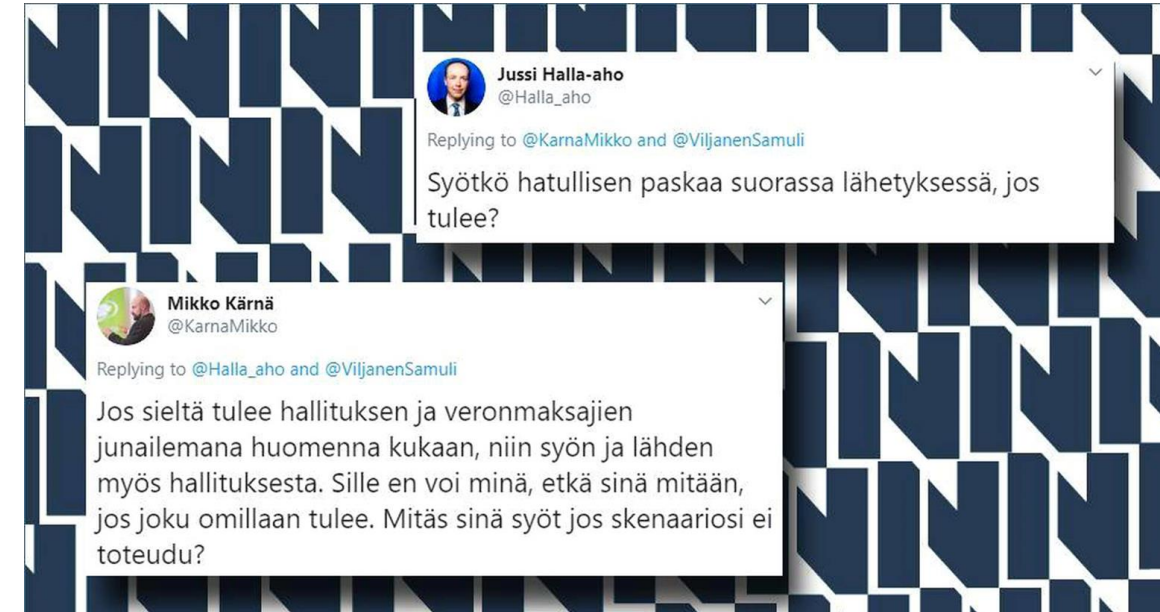 Jussi Halla-aho
@Halla_aho
Replying to @KarnaMikko and @ViljanenSamuli
Syötkö hatullisen paskaa suorassa lähetyksessä, jos
tulee?
Mikko Kärnä
@KarnaMikko
Replying to @Halla_aho and @ViljanenSamuli
Jos sieltä tulee hallituksen ja veronmaksajien
junailemana huomenna kukaan, niin syön ja lähden
myös hallituksesta. Sille en voi minä, etkä sinä mitään,
jos joku omillaan tulee. Mitäs sinä syöt jos skenaariosi ei
toteudu?